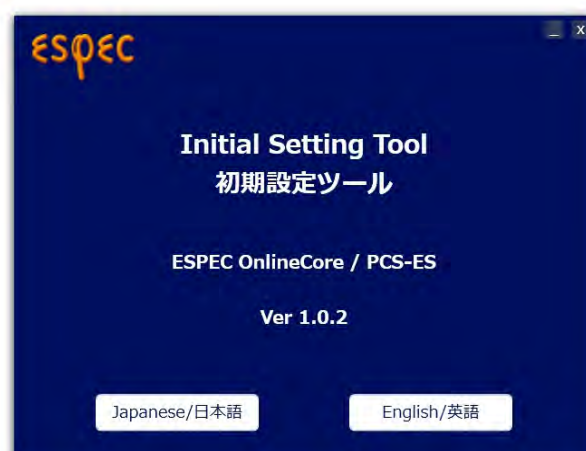 ESPEC
_ X
Initial Setting Tool
初期設定ツール
ESPEC OnlineCore / PCS-ES
Ver 1.0.2
Japanese/日本語 English/英語